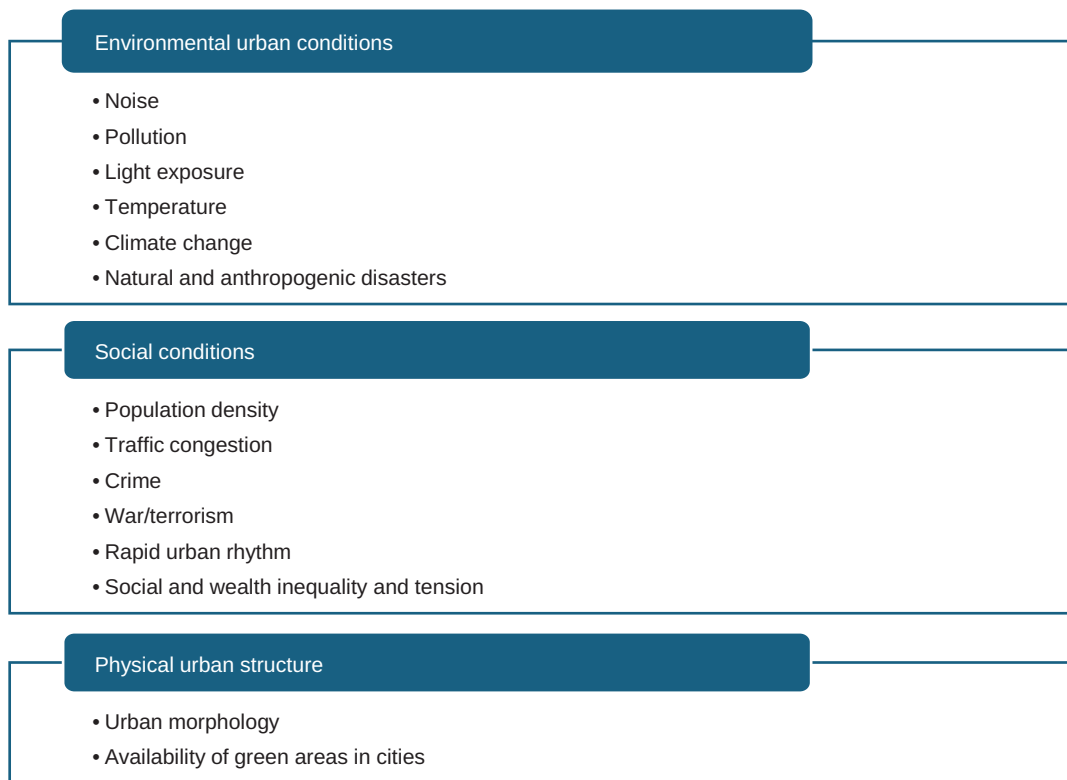 Environmental urban conditions
• Noise
• Pollution
• Light exposure
• Temperature
• Climate change
• Natural and anthropogenic disasters
Social conditions
• Population density
• Traffic congestion
• Crime
• War/terrorism
• Rapid urban rhythm
• Social and wealth inequality and tension
Physical urban structure
• Urban morphology
• Availability of green areas in cities